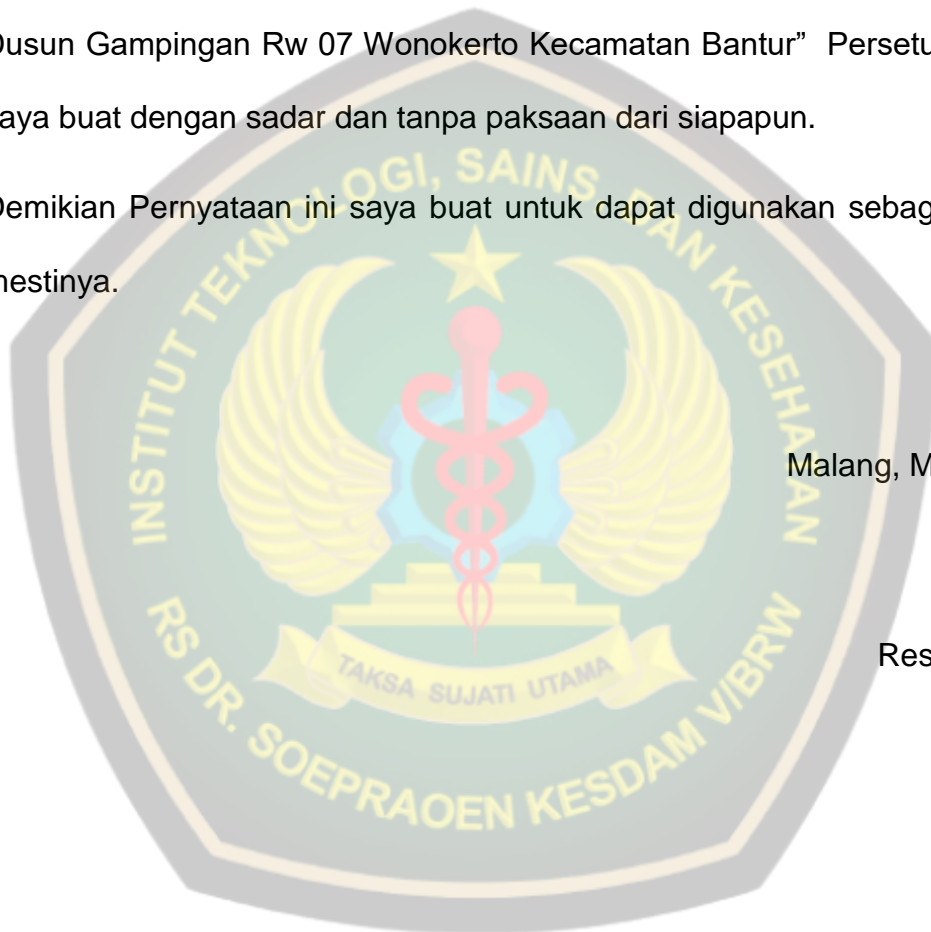 Dusun Gampingan Rw 07 Wonokerto Kecamatan Bantur” Persetu
aya buat dengan sadar dan tanpa paksaan dari siapapun.
Demikian Pernyataan ini saya buat untuk dapat digunakan sebag
mestinya.
INSTITUT TEKNOLOGI, SAINS, DAN KESEHATAN
Malang, M
Res
TAKSA SUJATI UTAMA
RS DR. SOEPRAOEN KESDAM V/BRW